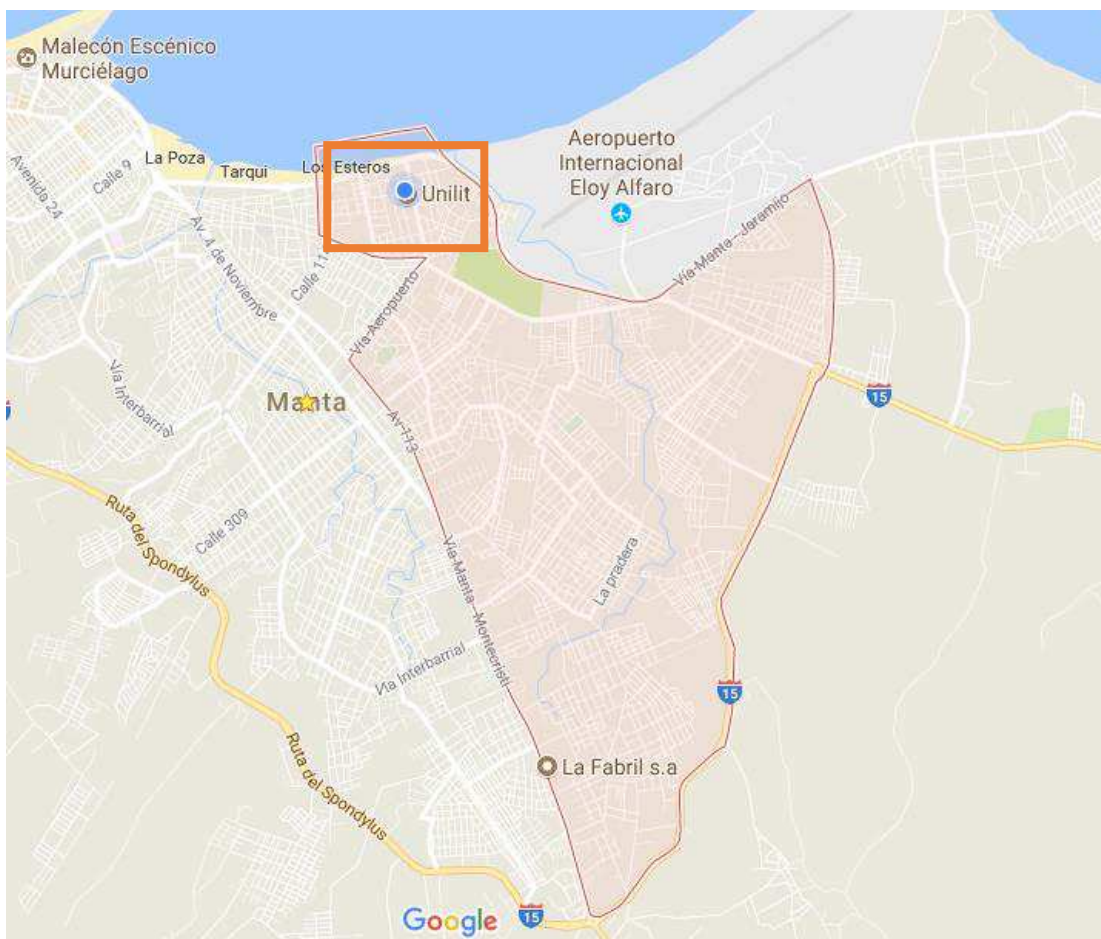 Malecón Escénico
Murciélago
Aeropuerto
Internacional
Eloy Alfaro
La Poza
Tarqui
Los Esteros
Calle 9
Avenida 24
Unilit
Av. 4 de Noviembre
Calle 11
Vía Aeropuerto
Vía Manta - Jaramijo
Vía Interbarrial
Manta
15
Av 113
Ruta del Spondylus
Calle 309
La pradera
Vía Manta - Montecristi
Vía Interbarrial
15
Ruta del Spondylus
La Fabril s.a
Google
15